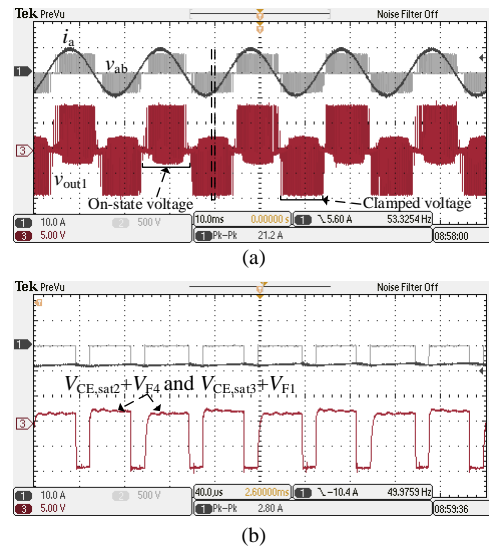 Tek PreVu Noise Filter Off
i_a
v_ab
1
3
v_out1
On-state voltage
Clamped voltage
1 10.0 A 2 500 V 10.0ms 0.00000 s 1 5.60 A 53.3254 Hz
3 5.00 V 1 Pk-Pk 21.2 A 08:58:00
(a)
Tek PreVu Noise Filter Off
1
V_CE,sat2+V_F4 and V_CE,sat3+V_F1
3
1 10.0 A 2 500 V 40.0µs 2.60000ms 1 -10.4 A 49.9759 Hz
3 5.00 V 1 Pk-Pk 2.80 A 08:59:36
(b)